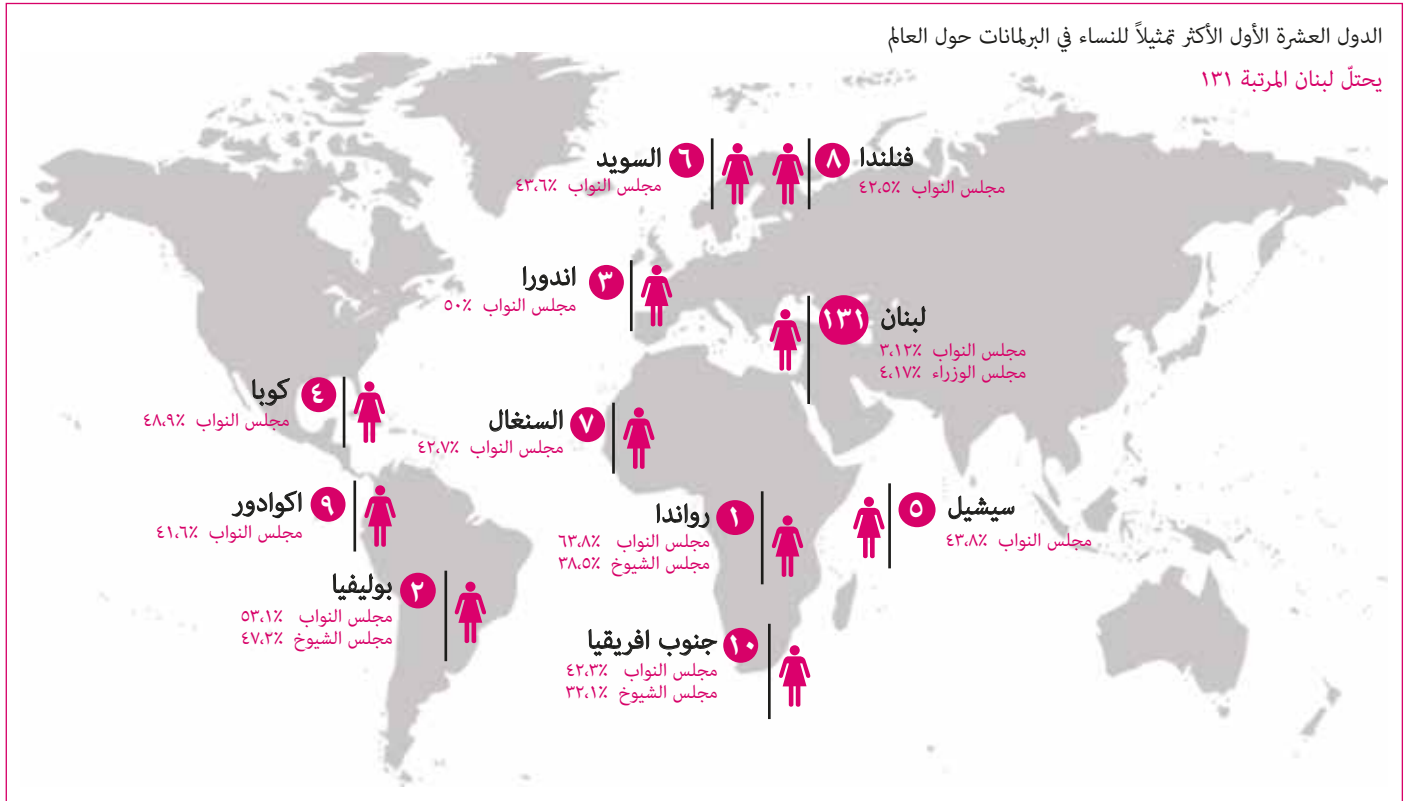 الدول العشرة الأول الأكثر تمثيلاً للنساء في البرلمانات حول العالم
يحتلّ لبنان المرتبة ١٣١
٨ فنلندا
مجلس النواب ٤٢،٥٪
٦ السويد
مجلس النواب ٤٣،٦٪
٣ اندورا
مجلس النواب ٥٠٪
١٣١ لبنان
مجلس النواب ٣،١٢٪
مجلس الوزراء ٤،١٧٪
٤ كوبا
مجلس النواب ٤٨،٩٪
٧ السنغال
مجلس النواب ٤٢،٧٪
٩ اكوادور
مجلس النواب ٤١،٦٪
١ رواندا
مجلس النواب ٦٣،٨٪
مجلس الشيوخ ٣٨،٥٪
٥ سيشيل
مجلس النواب ٤٣،٨٪
٢ بوليفيا
مجلس النواب ٥٣،١٪
مجلس الشيوخ ٤٧،٢٪
١٠ جنوب افريقيا
مجلس النواب ٤٢،٣٪
مجلس الشيوخ ٣٢،١٪